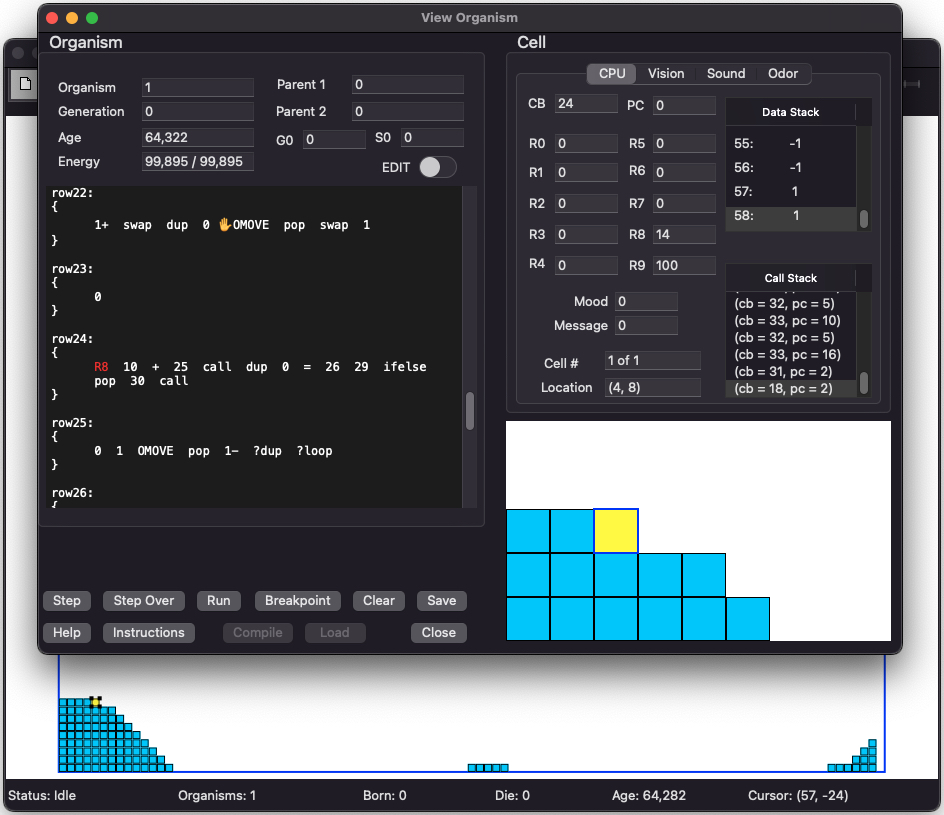 View Organism
Organism
Organism 1
Generation 0
Age 64,322
Energy 99,895 / 99,895
Parent 1 0
Parent 2 0
G0 0 S0 0
EDIT
row22:
{
1+ swap dup 0 ✋OMOVE pop swap 1
}
row23:
{
0
}
row24:
{
R8 10 + 25 call dup 0 = 26 29 ifelse
pop 30 call
}
row25:
{
0 1 OMOVE pop 1- ?dup ?loop
}
row26:
{
Step Step Over Run Breakpoint Clear Save
Help Instructions Compile Load Close
Cell
CPU Vision Sound Odor
CB 24 PC 0
R0 0 R5 0
R1 0 R6 0
R2 0 R7 0
R3 0 R8 14
R4 0 R9 100
Mood 0
Message 0
Cell # 1 of 1
Location (4, 8)
Data Stack
55: -1
56: -1
57: 1
58: 1
Call Stack
(cb = 32, pc = 5)
(cb = 33, pc = 10)
(cb = 32, pc = 5)
(cb = 33, pc = 16)
(cb = 31, pc = 2)
(cb = 18, pc = 2)
Status: Idle Organisms: 1 Born: 0 Die: 0 Age: 64,282 Cursor: (57, -24)